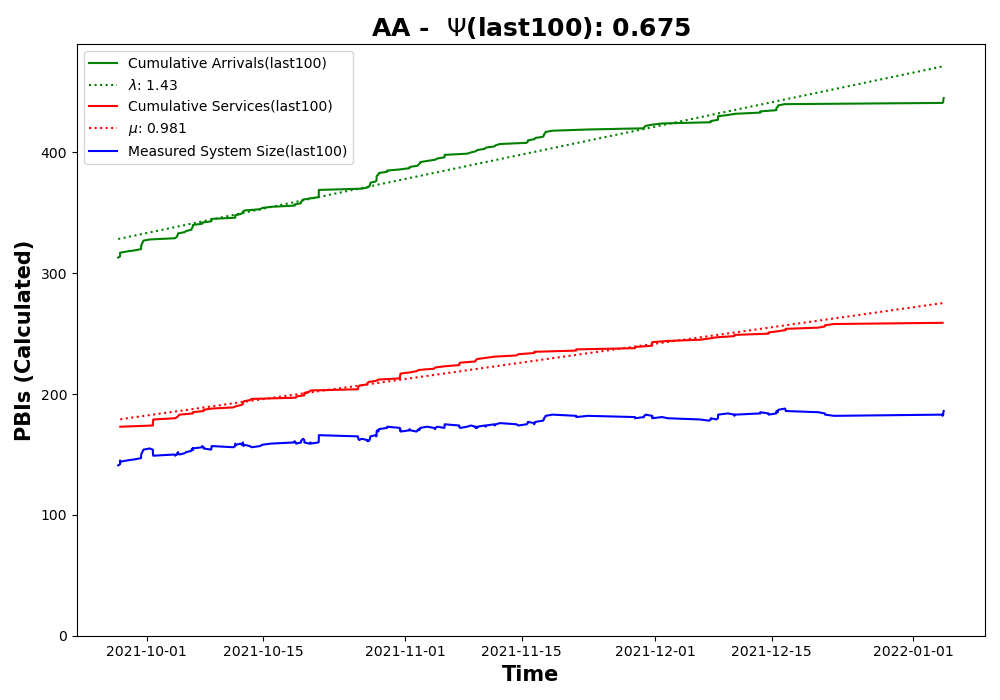 AA - Ψ(last100): 0.675
Cumulative Arrivals(last100)
λ: 1.43
Cumulative Services(last100)
μ: 0.981
Measured System Size(last100)
PBIs (Calculated)
400
300
200
100
0
2021-10-01
2021-10-15
2021-11-01
2021-11-15
2021-12-01
2021-12-15
2022-01-01
Time